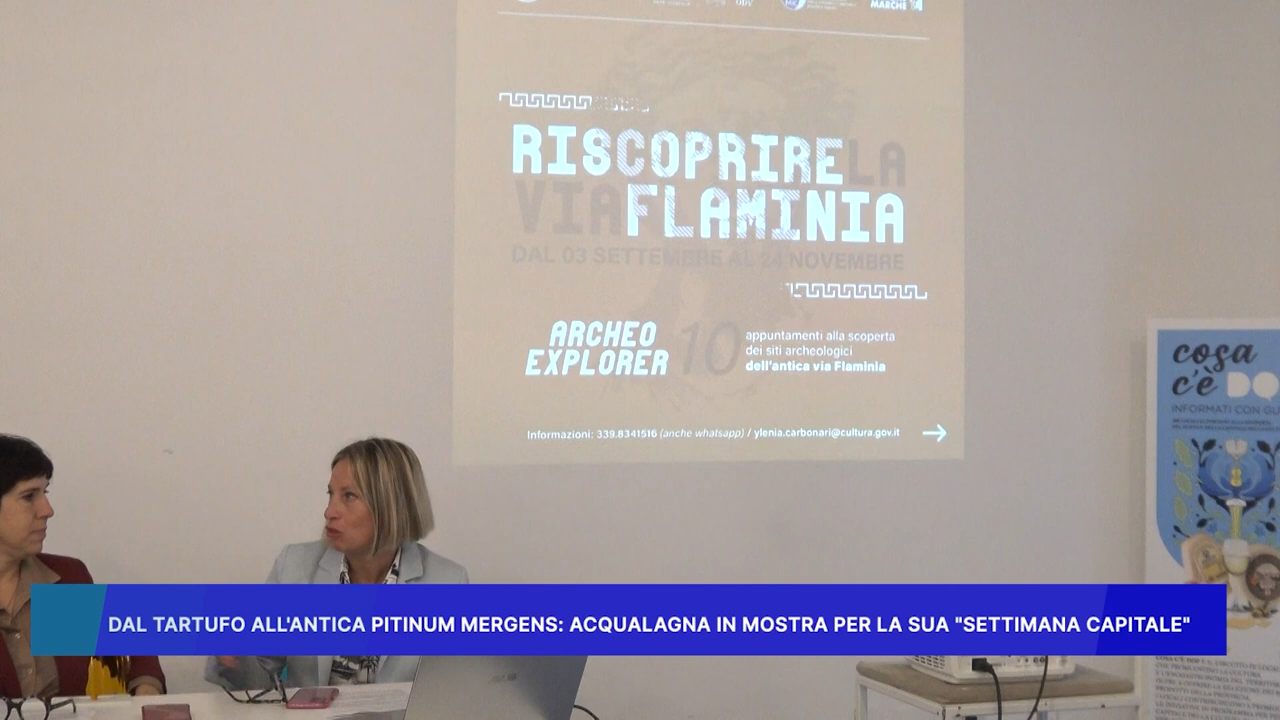 MARCHE
RISCOPRIRE LA
VIA FLAMINIA
DAL 03 SETTEMBRE AL 24 NOVEMBRE
ARCHEO
EXPLORER
10
appuntamenti alla scoperta
dei siti archeologici
dell'antica via Flaminia
Informazioni: 339.8341516 (anche whatsapp) / ylenia.carbonari@cultura.gov.it
cosa
c'è DO
INFORMATI CON GU
DAL TARTUFO ALL'ANTICA PITINUM MERGENS: ACQUALAGNA IN MOSTRA PER LA SUA "SETTIMANA CAPITALE"